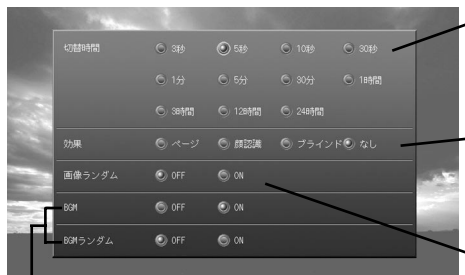 切替時間 3秒 5秒 10秒 30秒
1分 5分 30分 1時間
3時間 12時間 24時間
効果 ページ 顔認識 ブラインド なし
画像ランダム OFF ON
BGM OFF ON
BGMランダム OFF ON